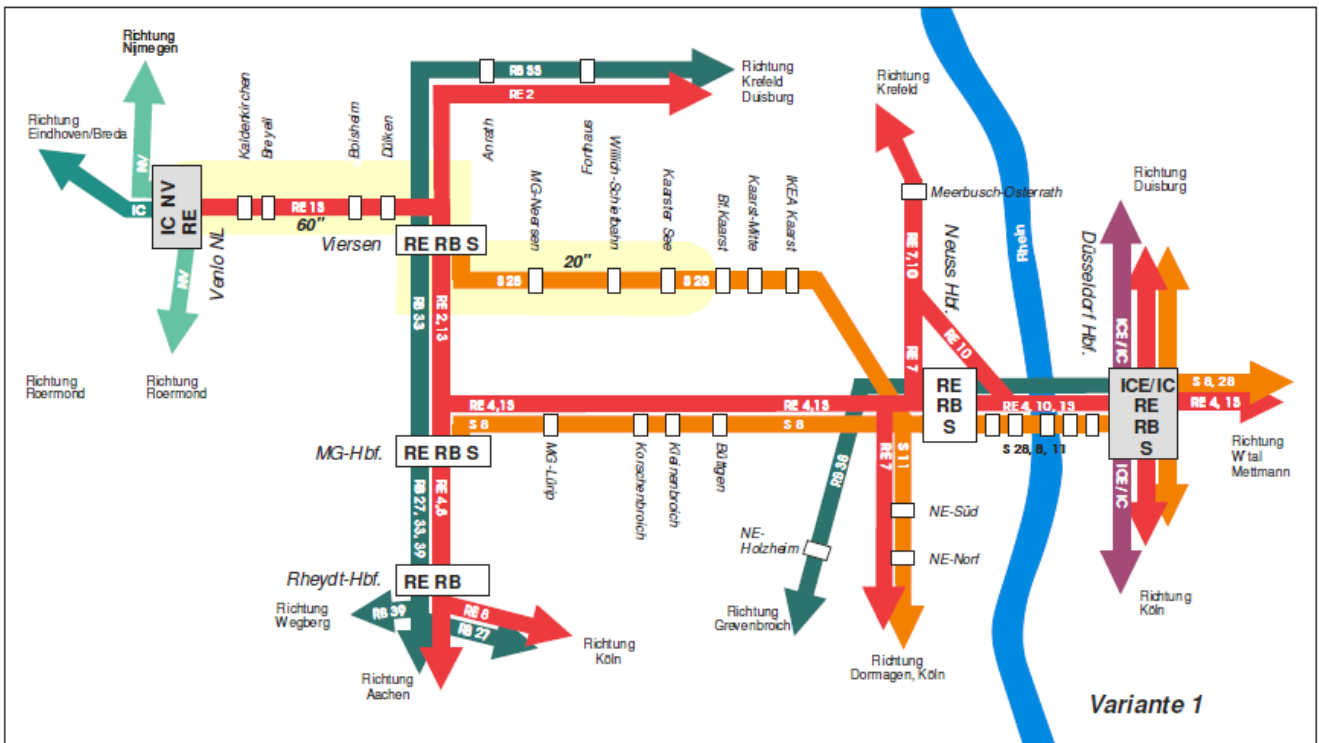 Richtung
Nijmegen
Richtung
Eindhoven/Breda
NV
IC
IC NV
RE
Venlo NL
NV
Richtung
Roermond
Richtung
Roermond
Kaldenkirchen
Breyell
Boisheim
Dülken
RE 13
60"
RB 33
RE 2
Richtung
Krefeld
Duisburg
Anrath
Forthaus
Viersen
RE RB S
MG-Neersen
Willich-Schiefbahn
Kaarster See
Bf.Kaarst
Kaarst-Mitte
IKEA Kaarst
20"
S 28
S 28
RB 33
RE 2,13
Richtung
Krefeld
Meerbusch-Osterrath
RE 7,10
RE 7
RE 10
Neuss Hbf.
RE
RB
S
Rhein
Düsseldorf Hbf.
Richtung
Duisburg
ICE/IC
ICE/IC
RE
RB
S
S 8, 28
RE 4, 13
Richtung
W'tal
Mettmann
RE 4,13
RE 4,13
RE 4, 10, 13
S 8
S 8
S 28, 8, 11
MG-Hbf.
RE RB S
MG-Lürip
Korschenbroich
Kleinenbroich
Büttgen
RB 38
RE 7
S 11
NE-
Holzheim
NE-Süd
NE-Norf
ICE/IC
Richtung
Köln
RB 27, 33, 39
RE 4,8
Rheydt-Hbf.
RE RB
Richtung
Wegberg
RB 39
RE 8
RB 27
Richtung
Köln
Richtung
Aachen
Richtung
Grevenbroich
Richtung
Dormagen, Köln
Variante 1